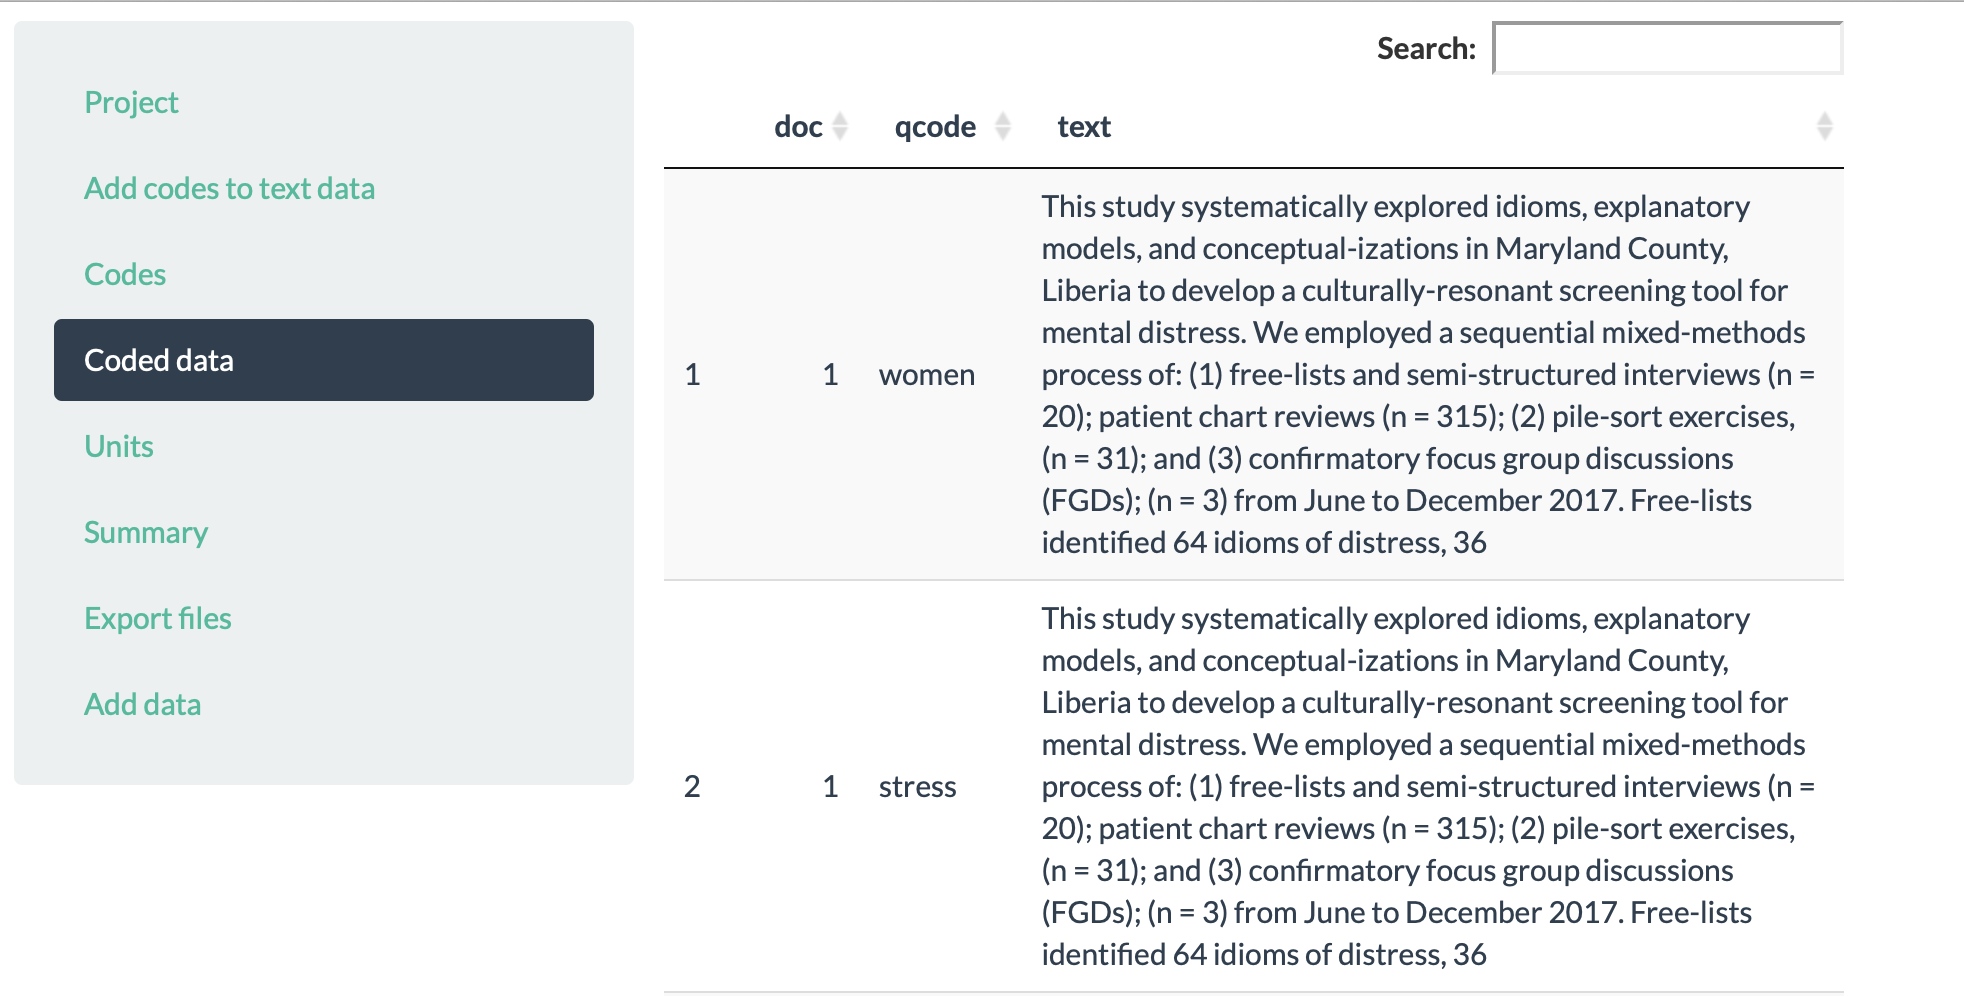 Project
Add codes to text data
Codes
Coded data
Units
Summary
Export files
Add data
Search:
doc qcode text
This study systematically explored idioms, explanatory
models, and conceptual-izations in Maryland County,
Liberia to develop a culturally-resonant screening tool for
mental distress. We employed a sequential mixed-methods
1 1 women process of: (1) free-lists and semi-structured interviews (n =
20); patient chart reviews (n = 315); (2) pile-sort exercises,
(n = 31); and (3) confirmatory focus group discussions
(FGDs); (n = 3) from June to December 2017. Free-lists
identified 64 idioms of distress, 36
This study systematically explored idioms, explanatory
models, and conceptual-izations in Maryland County,
Liberia to develop a culturally-resonant screening tool for
mental distress. We employed a sequential mixed-methods
2 1 stress process of: (1) free-lists and semi-structured interviews (n =
20); patient chart reviews (n = 315); (2) pile-sort exercises,
(n = 31); and (3) confirmatory focus group discussions
(FGDs); (n = 3) from June to December 2017. Free-lists
identified 64 idioms of distress, 36